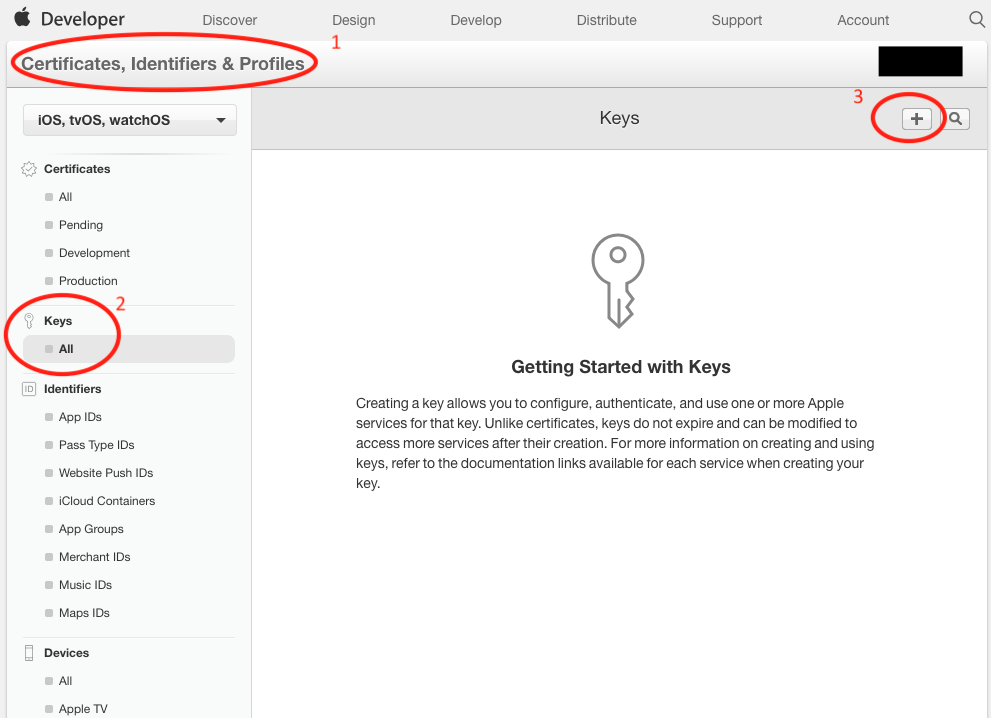 Developer
Discover
Design
Develop
Distribute
Support
Account
1
Certificates, Identifiers & Profiles
3
iOS, tvOS, watchOS
Keys
Certificates
All
Pending
Development
Production
2
Keys
All
ID Identifiers
App IDs
Pass Type IDs
Website Push IDs
iCloud Containers
App Groups
Merchant IDs
Music IDs
Maps IDs
Devices
All
Apple TV
Getting Started with Keys
Creating a key allows you to configure, authenticate, and use one or more Apple
services for that key. Unlike certificates, keys do not expire and can be modified to
access more services after their creation. For more information on creating and using
keys, refer to the documentation links available for each service when creating your
key.